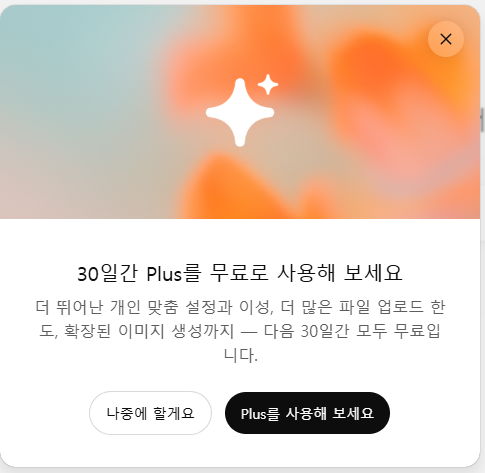 30일간 Plus를 무료로 사용해 보세요
더 뛰어난 개인 맞춤 설정과 이성, 더 많은 파일 업로드 한
도, 확장된 이미지 생성까지 — 다음 30일간 모두 무료입
니다.
나중에 할게요
Plus를 사용해 보세요